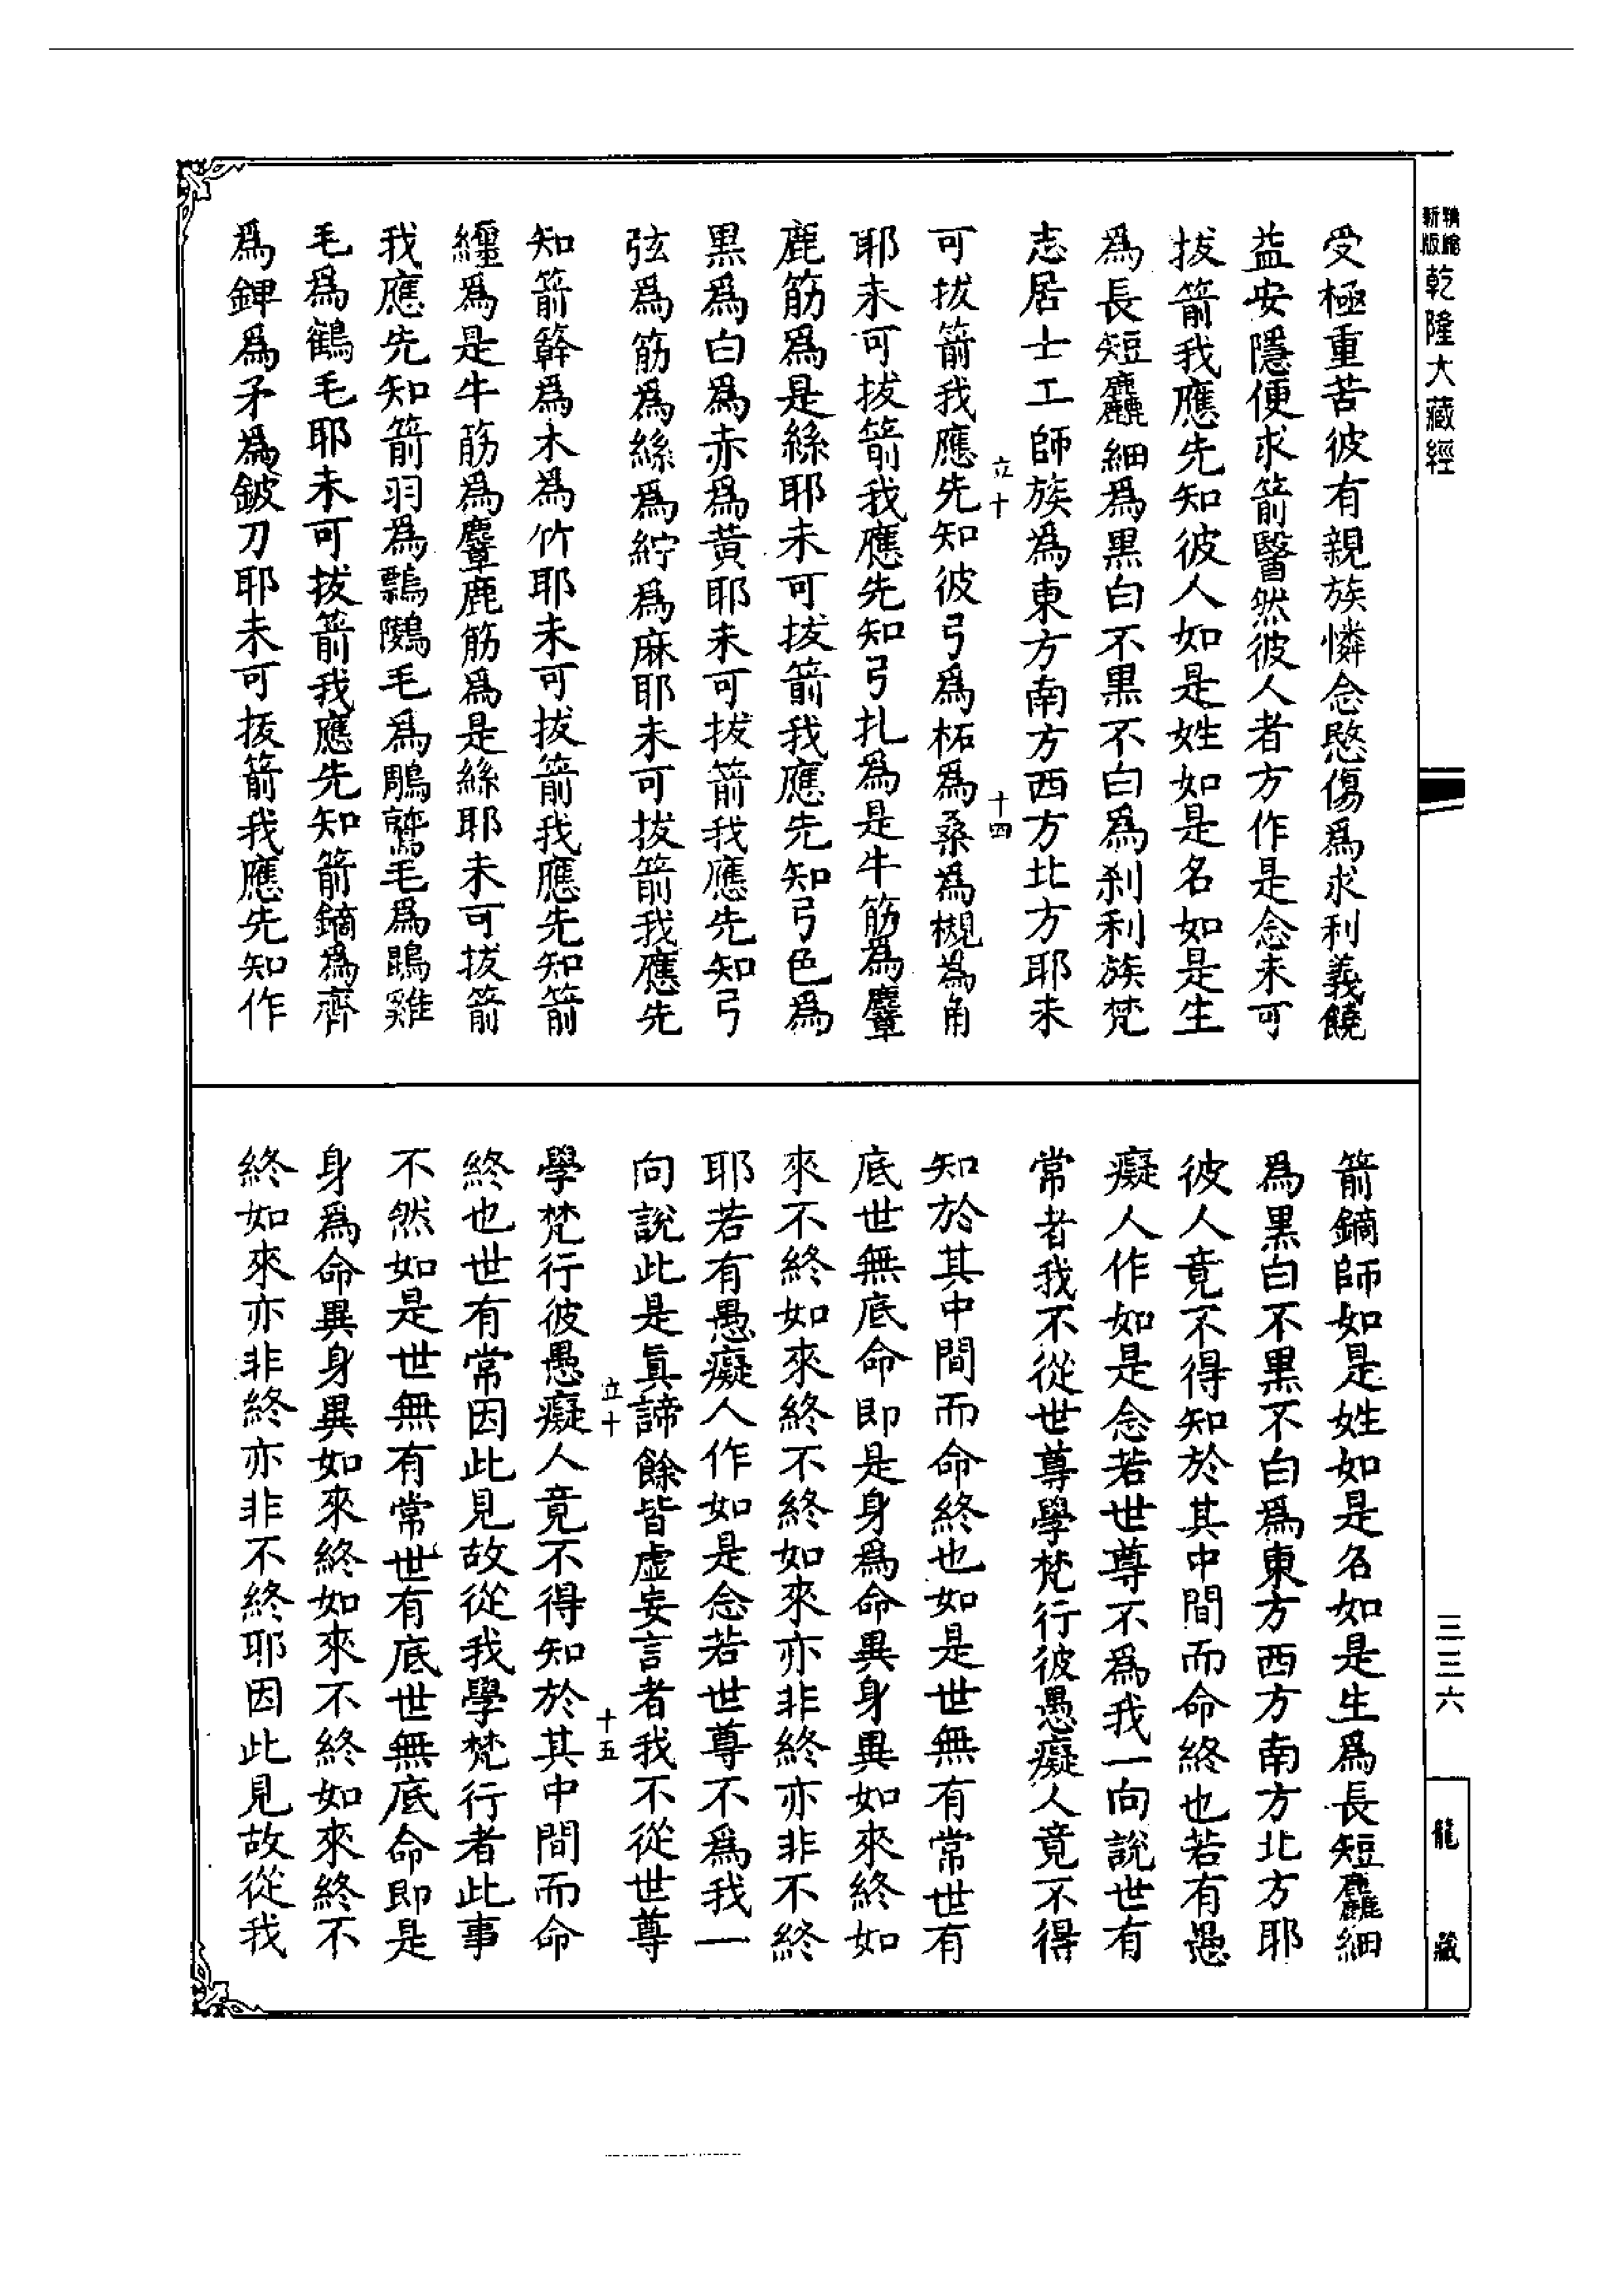 精繪新版
乾隆大藏經
三三六
龍藏
受極重苦彼有親族憐念愍傷爲求利義饒
益安隱便求箭醫然彼人者方作是念未可
拔箭我應先知彼人如是姓如是名如是生
爲長短麤細爲黑白不黑不白爲刹利族梵
志居士工師族爲東方南方西方北方耶未
立十
十四
可拔箭我應先知彼弓爲柘爲桑爲槻爲角
耶未可拔箭我應先知弓扎爲是牛筋爲麞
鹿筋爲是絲耶未可拔箭我應先知弓色爲
黑爲白爲赤爲黃耶未可拔箭我應先知弓
弦爲筋爲絲爲紵爲麻耶未可拔箭我應先
知箭簳爲木爲竹耶未可拔箭我應先知箭
纏爲是牛筋爲麞鹿筋爲是絲耶未可拔箭
我應先知箭羽爲鷅鷞毛爲鵰鷲毛爲鵾雞
毛爲鶴毛耶未可拔箭我應先知箭鏑爲𪗋
爲錍爲矛爲鈹刀耶未可拔箭我應先知作
箭鏑師如是姓如是名如是生爲長短麤細
爲黑白不黑不白爲東方西方南方北方耶
彼人竟不得知於其中間而命終也若有愚
癡人作如是念若世尊不爲我一向說世有
常者我不從世尊學梵行彼愚癡人竟不得
知於其中間而命終也如是世無有常世有
底世無底命即是身爲命異身異如來終如
來不終如來終不終如來亦非終亦非不終
耶若有愚癡人作如是念若世尊不爲我一
向說此是眞諦餘皆虛妄言者我不從世尊
立十
十五
學梵行彼愚癡人竟不得知於其中間而命
終也世有常因此見故從我學梵行者此事
不然如是世無有常世有底世無底命即是
身爲命異身異如來終如來不終如來終不
終如來亦非終亦非不終耶因此見故從我